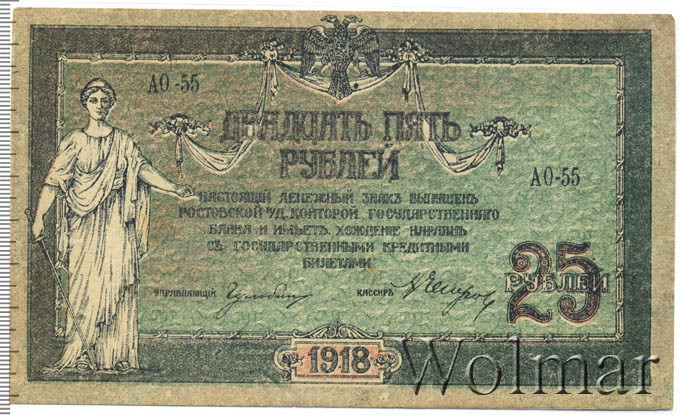 АО-55
ДВАДЦАТЬ ПЯТЬ
РУБЛЕЙ
АО-55
НАСТОЯЩІЙ ДЕНЕЖНЫЙ ЗНАКЪ ВЫПУЩЕНЪ
РОСТОВСКОЙ УД. КОНТОРОЙ ГОСУДАРСТВЕННАГО
БАНКА И ИМѢЕТЪ ХОЖДЕНІЕ НАРАВНѢ
СЪ ГОСУДАРСТВЕННЫМИ КРЕДИТНЫМИ
БИЛЕТАМИ
25
РУБЛЕЙ
УПРАВЛЯЮЩІЙ
КАССИРЪ
1918
Wolmar